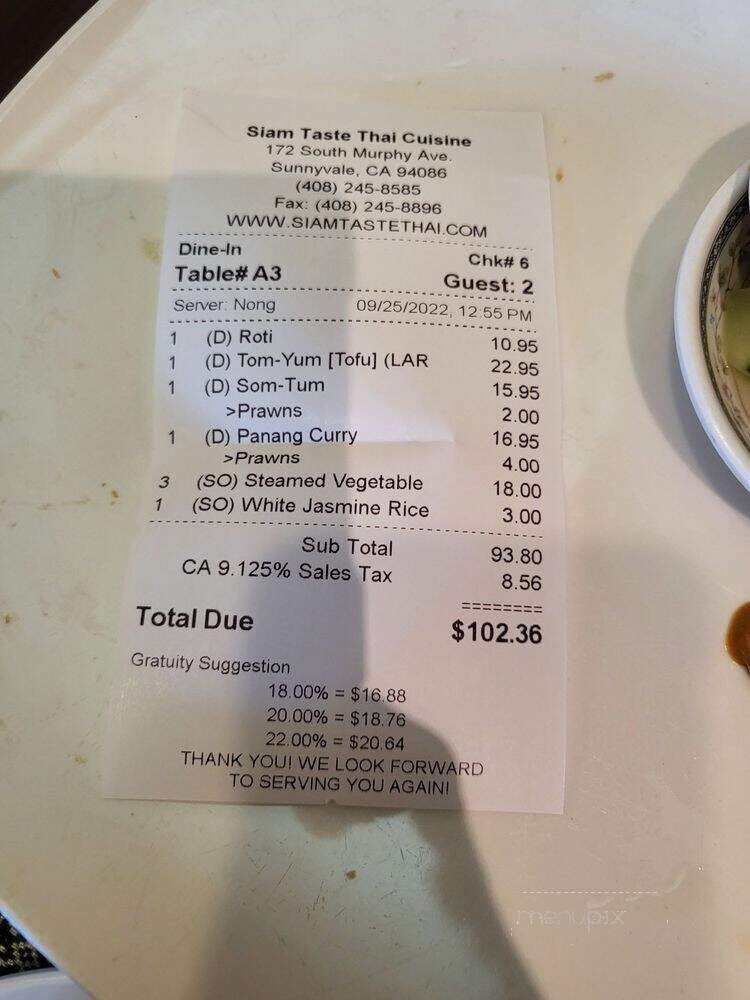 Siam Taste Thai Cuisine
172 South Murphy Ave.
Sunnyvale, CA 94086
(408) 245-8585
Fax: (408) 245-8896
WWW.SIAMTASTETHAI.COM
Dine-In Chk# 6
Table# A3 Guest: 2
Server: Nong 09/25/2022, 12:55 PM
1 (D) Roti 10.95
1 (D) Tom-Yum [Tofu] (LAR 22.95
1 (D) Som-Tum 15.95
>Prawns 2.00
1 (D) Panang Curry 16.95
>Prawns 4.00
3 (SO) Steamed Vegetable 18.00
1 (SO) White Jasmine Rice 3.00
Sub Total 93.80
CA 9.125% Sales Tax 8.56
========
Total Due $102.36
Gratuity Suggestion
18.00% = $16.88
20.00% = $18.76
22.00% = $20.64
THANK YOU! WE LOOK FORWARD
TO SERVING YOU AGAIN!
menupix